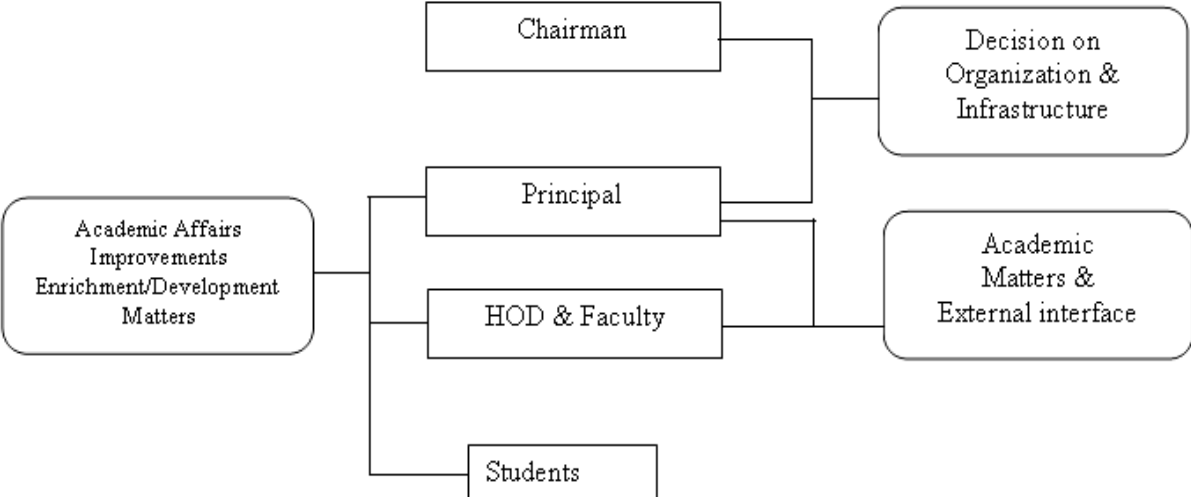 Chairman
Decision on
Organization &
Infrastructure
Principal
Academic Affairs
Improvements
Enrichment/Development
Matters
Academic
Matters &
External interface
HOD & Faculty
Students